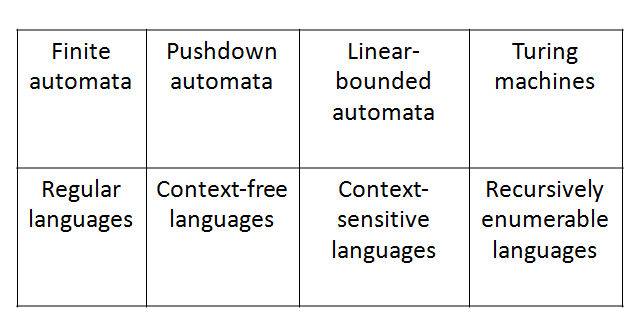 Finite
automata
Pushdown
automata
Linear-
bounded
automata
Turing
machines
Regular
languages
Context-free
languages
Context-
sensitive
languages
Recursively
enumerable
languages